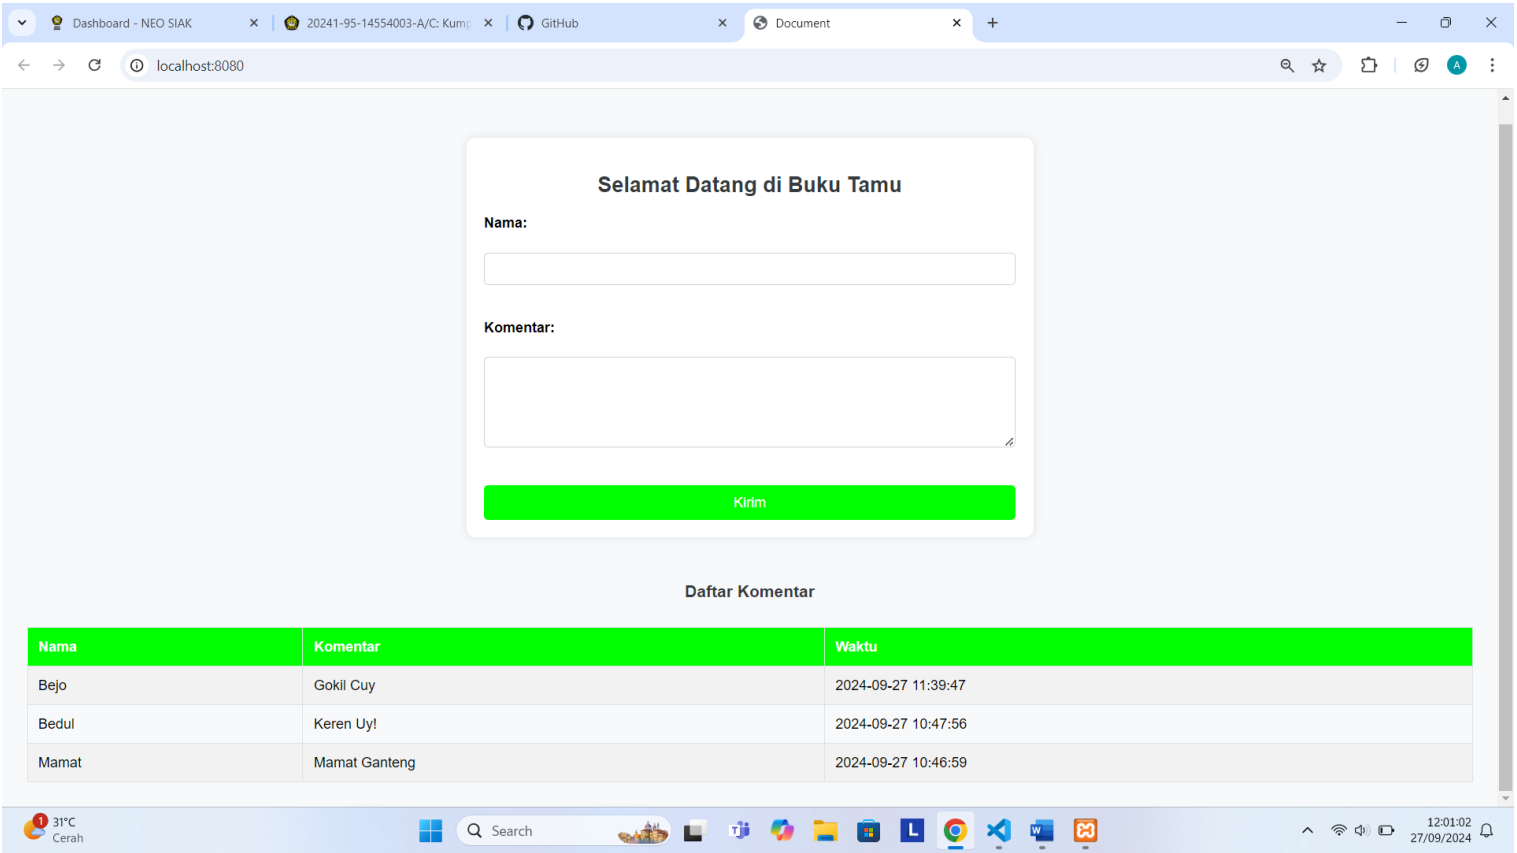 Dashboard - NEO SIAK
20241-95-14554003-A/C: Kump
GitHub
Document
localhost:8080
A
Selamat Datang di Buku Tamu
Nama:
Komentar:
Kirim
Daftar Komentar
Nama Komentar Waktu
Bejo Gokil Cuy 2024-09-27 11:39:47
Bedul Keren Uy! 2024-09-27 10:47:56
Mamat Mamat Ganteng 2024-09-27 10:46:59
1
31°C
Cerah
Search
L
12:01:02
27/09/2024